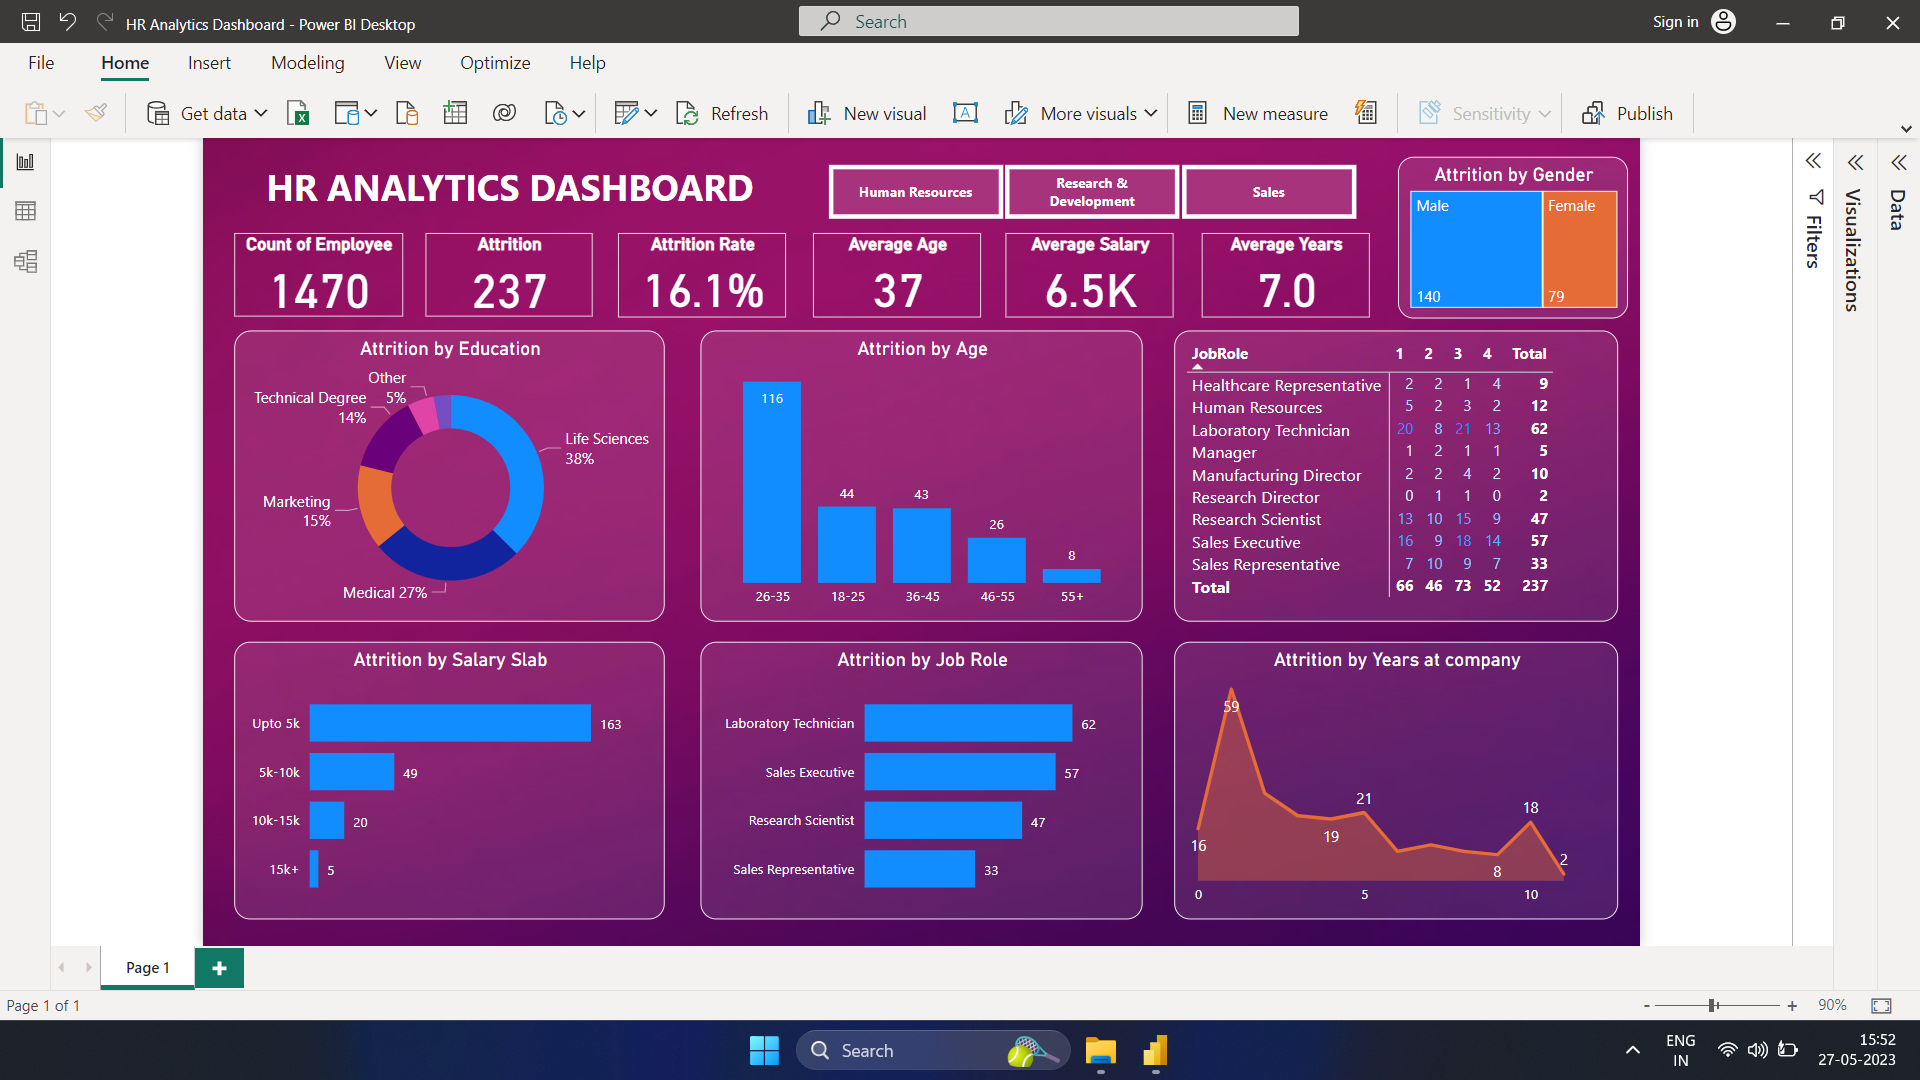 HR Analytics Dashboard - Power BI Desktop
Search
Sign in
File
Home
Insert
Modeling
View
Optimize
Help
Get data
Refresh
New visual
More visuals
New measure
Sensitivity
Publish
HR ANALYTICS DASHBOARD
Human Resources
Research &
Development
Sales
Attrition by Gender
Male
Female
140
79
Count of Employee
1470
Attrition
237
Attrition Rate
16.1%
Average Age
37
Average Salary
6.5K
Average Years
7.0
Attrition by Education
Other
5%
Technical Degree
14%
Life Sciences
38%
Marketing
15%
Medical 27%
Attrition by Age
116
44
43
26
8
26-35
18-25
36-45
46-55
55+
JobRole 1 2 3 4 Total
Healthcare Representative 2 2 1 4 9
Human Resources 5 2 3 2 12
Laboratory Technician 20 8 21 13 62
Manager 1 2 1 1 5
Manufacturing Director 2 2 4 2 10
Research Director 0 1 1 0 2
Research Scientist 13 10 15 9 47
Sales Executive 16 9 18 14 57
Sales Representative 7 10 9 7 33
Total 66 46 73 52 237
Attrition by Salary Slab
Upto 5k 163
5k-10k 49
10k-15k 20
15k+ 5
Attrition by Job Role
Laboratory Technician 62
Sales Executive 57
Research Scientist 47
Sales Representative 33
Attrition by Years at company
59
16
19
21
8
18
2
0
5
10
Filters
Visualizations
Data
Page 1
Page 1 of 1
90%
Search
ENG
IN
15:52
27-05-2023